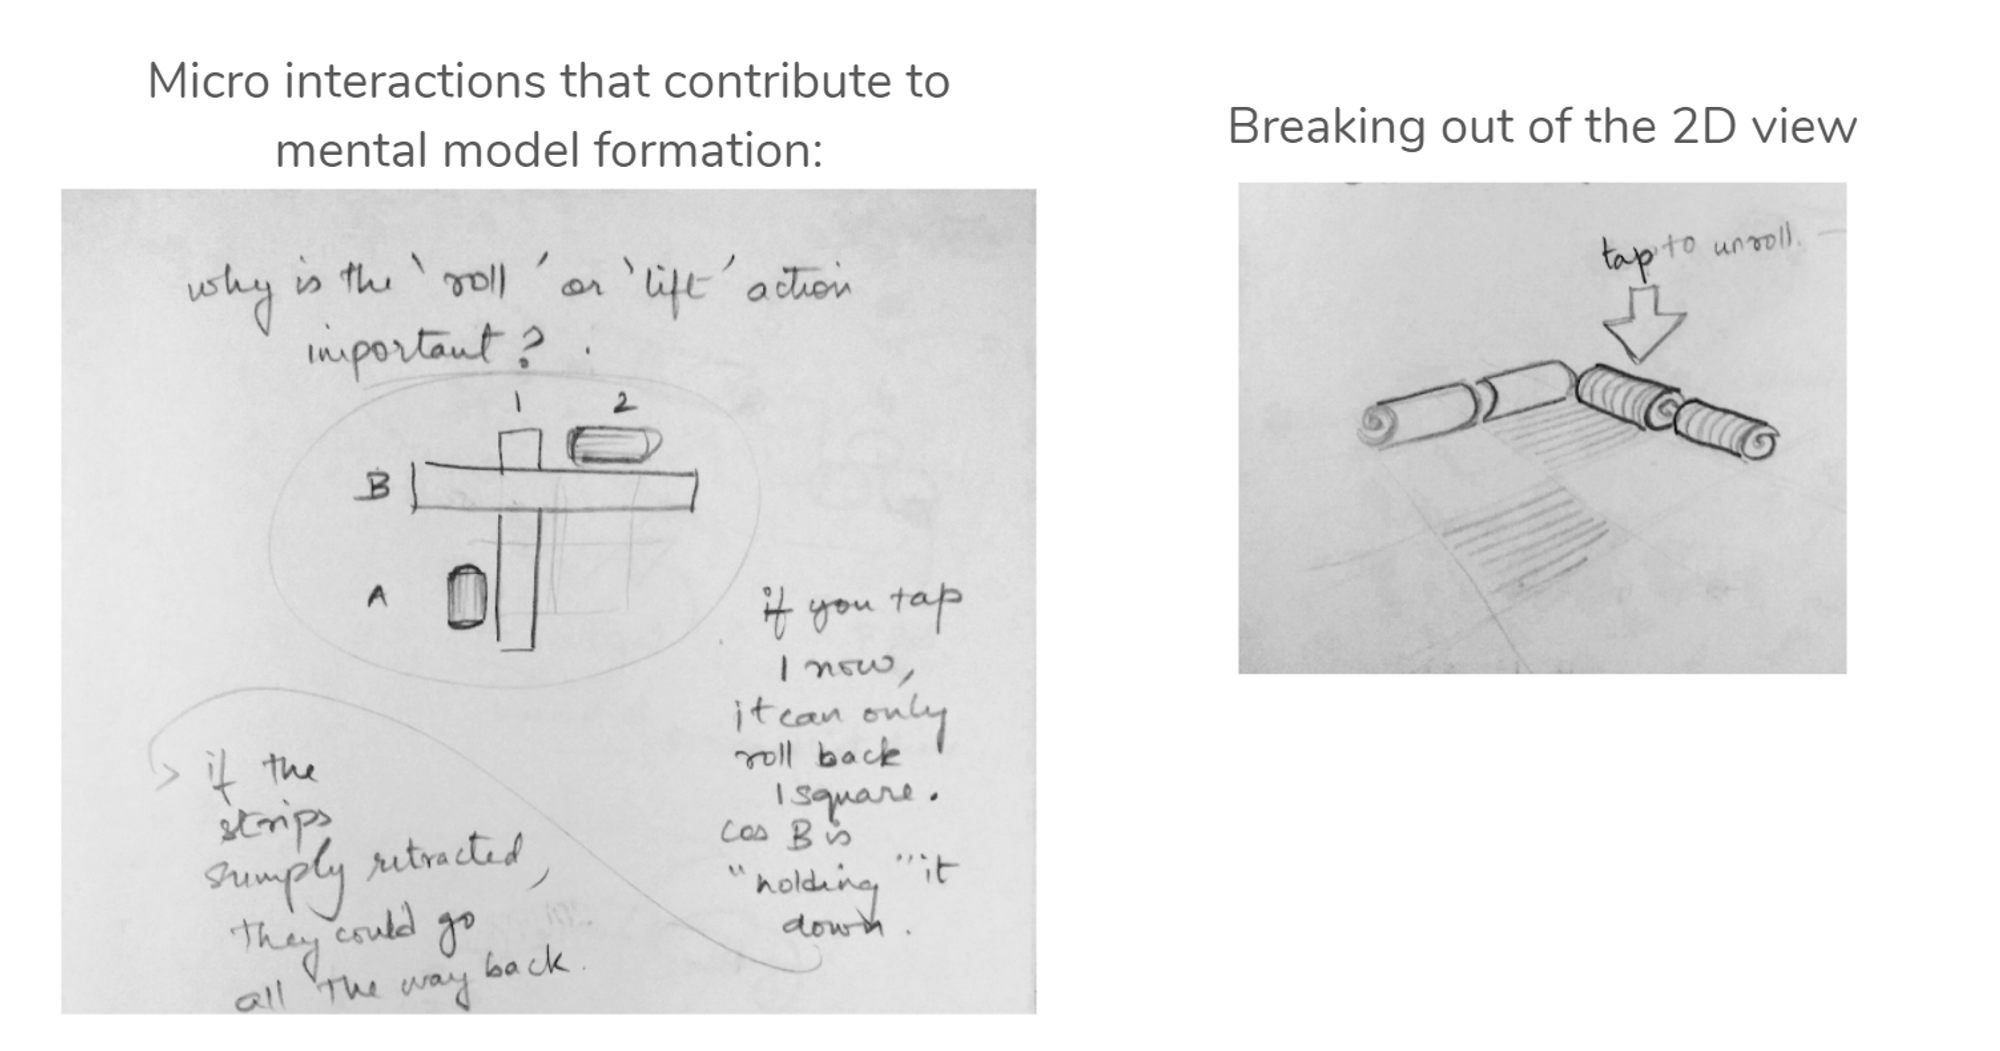 Micro interactions that contribute to
mental model formation:
Breaking out of the 2D view
why is the 'roll' or 'lift' action
important?
1 2
B
A
if you tap
1 now,
it can only
roll back
1 square.
cos B is
"holding" it
down.
if the
strips
simply retracted,
they could go
all the way back.
tap to unroll.